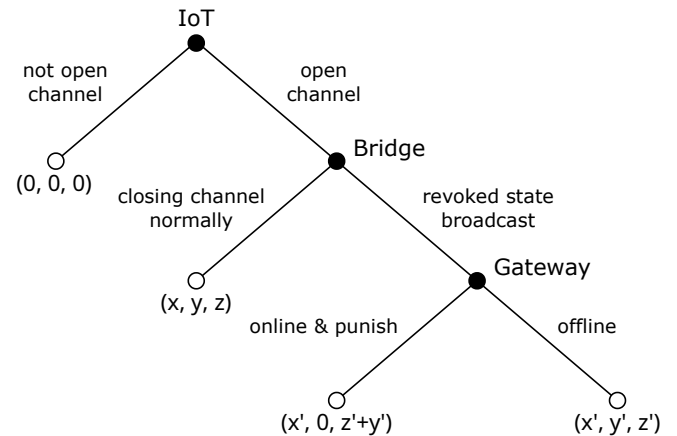 IoT
not open
channel
open
channel
Bridge
(0, 0, 0)
closing channel
normally
revoked state
broadcast
Gateway
(x, y, z)
online & punish
offline
(x', 0, z'+y')
(x', y', z')